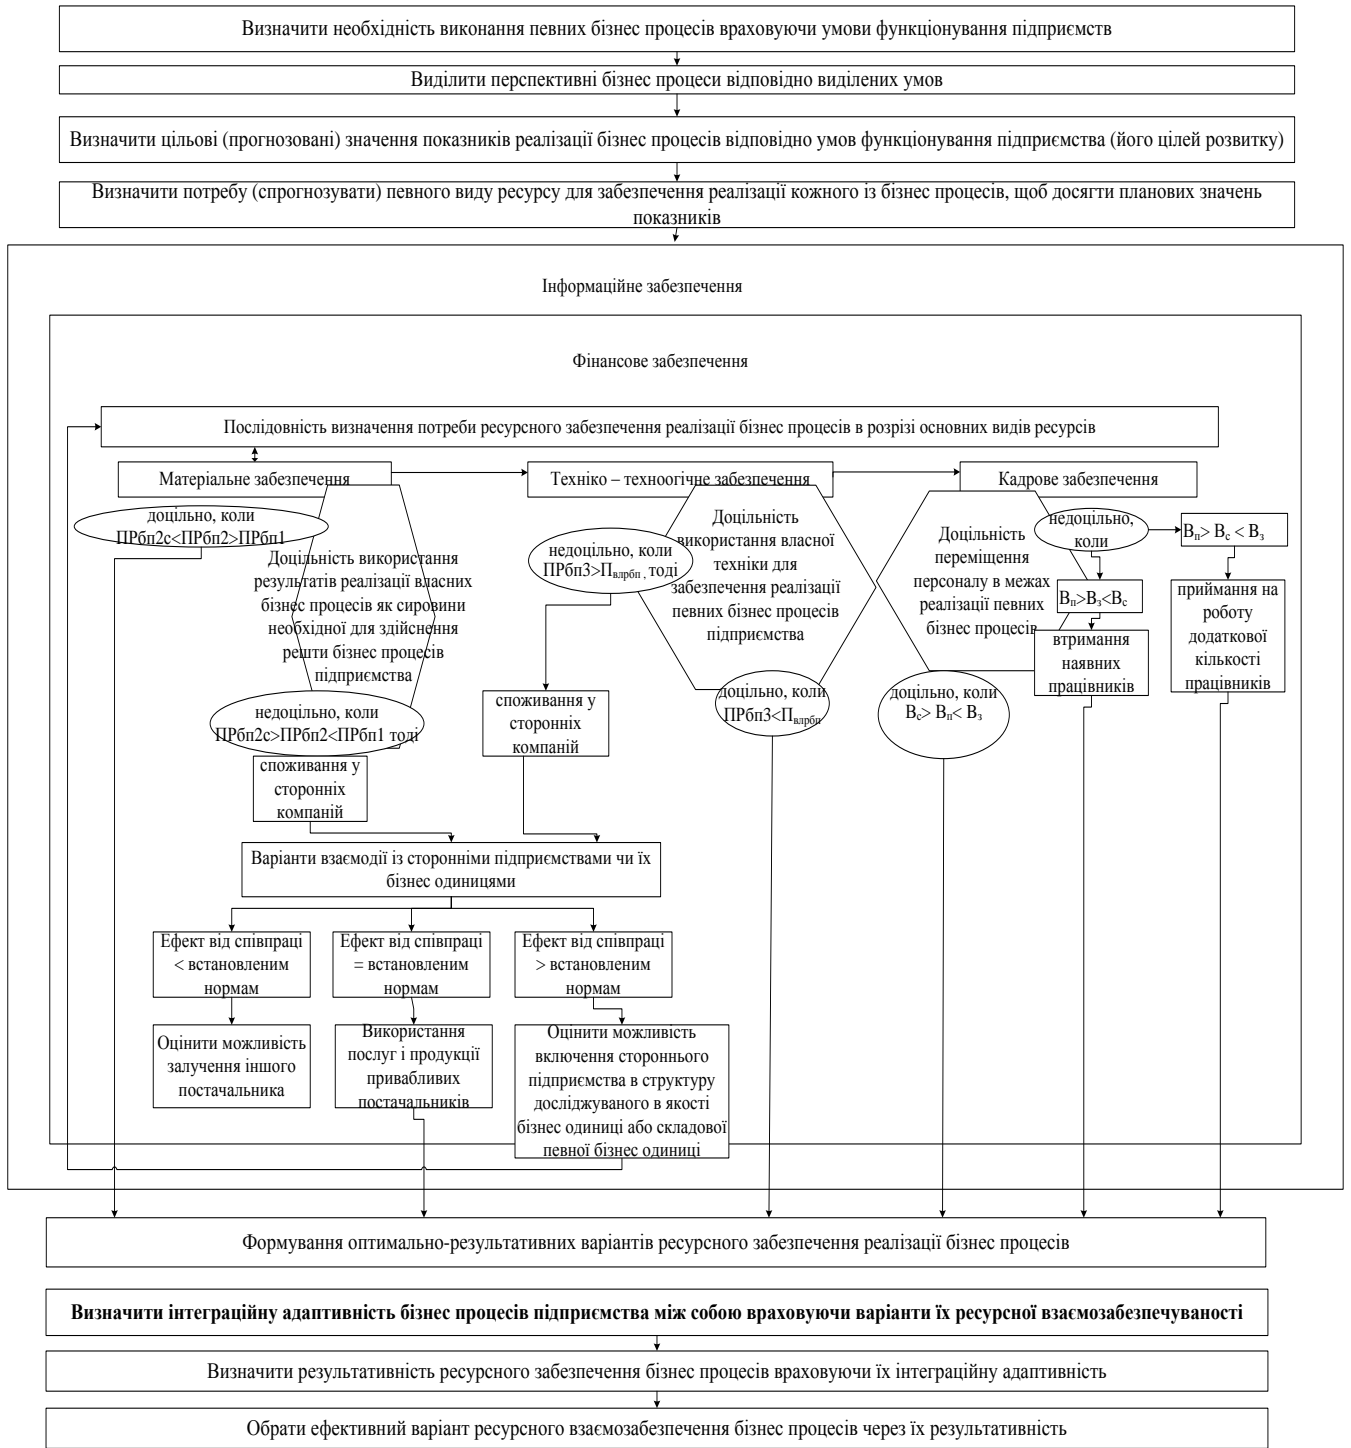 Визначити необхідність виконання певних бізнес процесів враховуючи умови функціонування підприємств
Виділити перспективні бізнес процеси відповідно виділених умов
Визначити цільові (прогнозовані) значення показників реалізації бізнес процесів відповідно умов функціонування підприємства (його цілей розвитку)
Визначити потребу (спрогнозувати) певного виду ресурсу для забезпечення реалізації кожного із бізнес процесів, щоб досягти планових значень
показників
Інформаційне забезпечення
Фінансове забезпечення
Послідовність визначення потреби ресурсного забезпечення реалізації бізнес процесів в розрізі основних видів ресурсів
Матеріальне забезпечення
Техніко – техноогічне забезпечення
Кадрове забезпечення
доцільно, коли
ПРбп2с<ПРбп2>ПРбп1
Доцільність використання
результатів реалізації власних
бізнес процесів як сировини
необхідної для здійснення
решти бізнес процесів
підприємства
недоцільно, коли
ПРбп2с>ПРбп2<ПРбп1 тоді
споживання у
сторонніх
компаній
недоцільно, коли
ПРбп3>Пвлрбп , тоді
споживання у
сторонніх
компаній
Доцільність
використання власної
техніки для
забезпечення реалізації
певних бізнес процесів
підприємства
доцільно, коли
ПРбп3<Пвлрбп
Доцільність
переміщення
персоналу в межах
реалізації певних
бізнес процесів
доцільно, коли
Вс> Вп< Вз
недоцільно,
коли
Вп>Вз<Вс
втримання
наявних
працівників
Вп> Вс < Вз
приймання на
роботу
додаткової
кількості
працівників
Варіанти взаємодії із сторонніми підприємствами чи їх
бізнес одиницями
Ефект від співпраці
< встановленим
нормам
Ефект від співпраці
= встановленим
нормам
Ефект від співпраці
> встановленим
нормам
Оцінити можливість
залучення іншого
постачальника
Використання
послуг і продукції
привабливих
постачальників
Оцінити можливість
включення стороннього
підприємства в структуру
досліджуваного в якості
бізнес одиниці або складової
певної бізнес одиниці
Формування оптимально-результативних варіантів ресурсного забезпечення реалізації бізнес процесів
Визначити інтеграційну адаптивність бізнес процесів підприємства між собою враховуючи варіанти їх ресурсної взаємозабезпечуваності
Визначити результативність ресурсного забезпечення бізнес процесів враховуючи їх інтеграційну адаптивність
Обрати ефективний варіант ресурсного взаємозабезпечення бізнес процесів через їх результативність